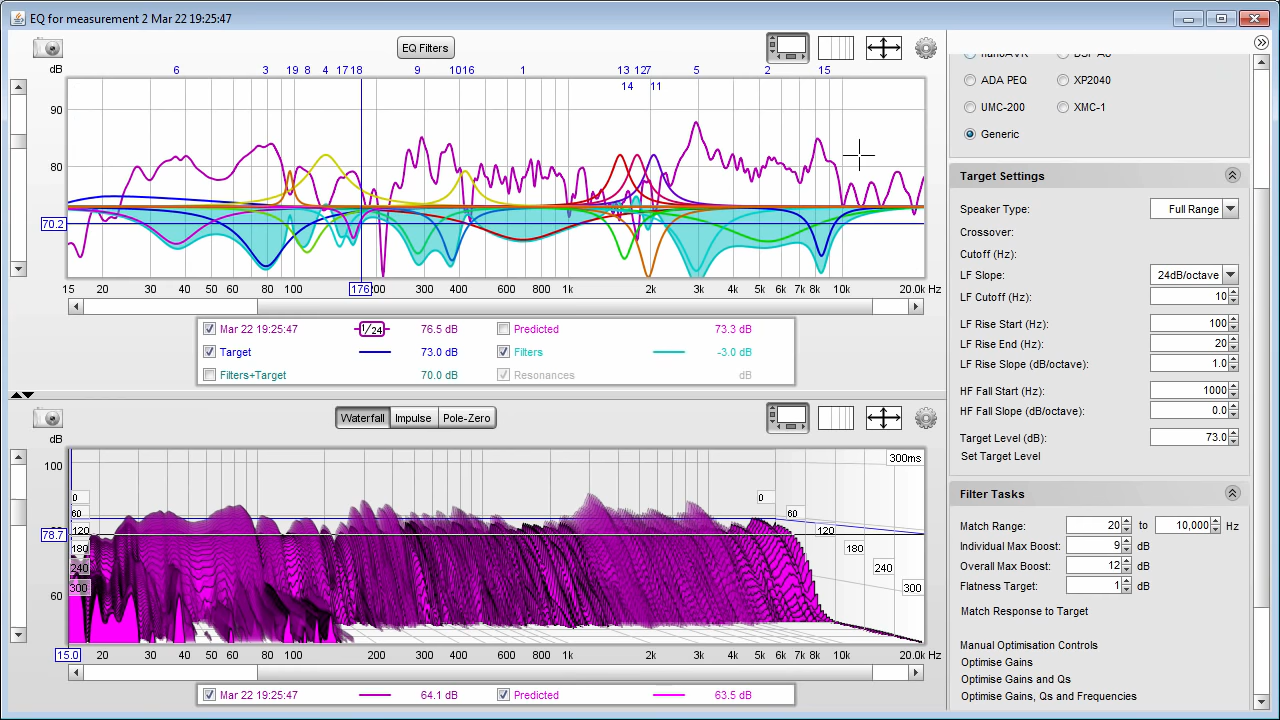 EQ for measurement 2 Mar 22 19:25:47
EQ Filters
dB
6 3 19 8 4 17 18 9 10 16 1 13 12 7 5 2 15
14 11
90
80
70.2
15 20 30 40 50 60 80 100 176 200 300 400 500 600 800 1k 2k 3k 4k 5k 6k 7k 8k 10k 20.0k Hz
Mar 22 19:25:47 1/24 76.5 dB Predicted 73.3 dB
Target 73.0 dB Filters -3.0 dB
Filters+Target 70.0 dB Resonances dB
Waterfall Impulse Pole-Zero
dB
300ms
100
0 0
60 60
78.7 120 120
180 180
240 240
300 300
60
15.0 20 30 40 50 60 80 100 200 300 400 500 600 800 1k 2k 3k 4k 5k 6k 7k 8k 10k 20.0k Hz
Mar 22 19:25:47 64.1 dB Predicted 63.5 dB
ADA PEQ XP2040
UMC-200 XMC-1
Generic
Target Settings
Speaker Type: Full Range
Crossover:
Cutoff (Hz):
LF Slope: 24dB/octave
LF Cutoff (Hz): 10
LF Rise Start (Hz): 100
LF Rise End (Hz): 20
LF Rise Slope (dB/octave): 1.0
HF Fall Start (Hz): 1000
HF Fall Slope (dB/octave): 0.0
Target Level (dB): 73.0
Set Target Level
Filter Tasks
Match Range: 20 to 10,000 Hz
Individual Max Boost: 9 dB
Overall Max Boost: 12 dB
Flatness Target: 1 dB
Match Response to Target
Manual Optimisation Controls
Optimise Gains
Optimise Gains and Qs
Optimise Gains, Qs and Frequencies